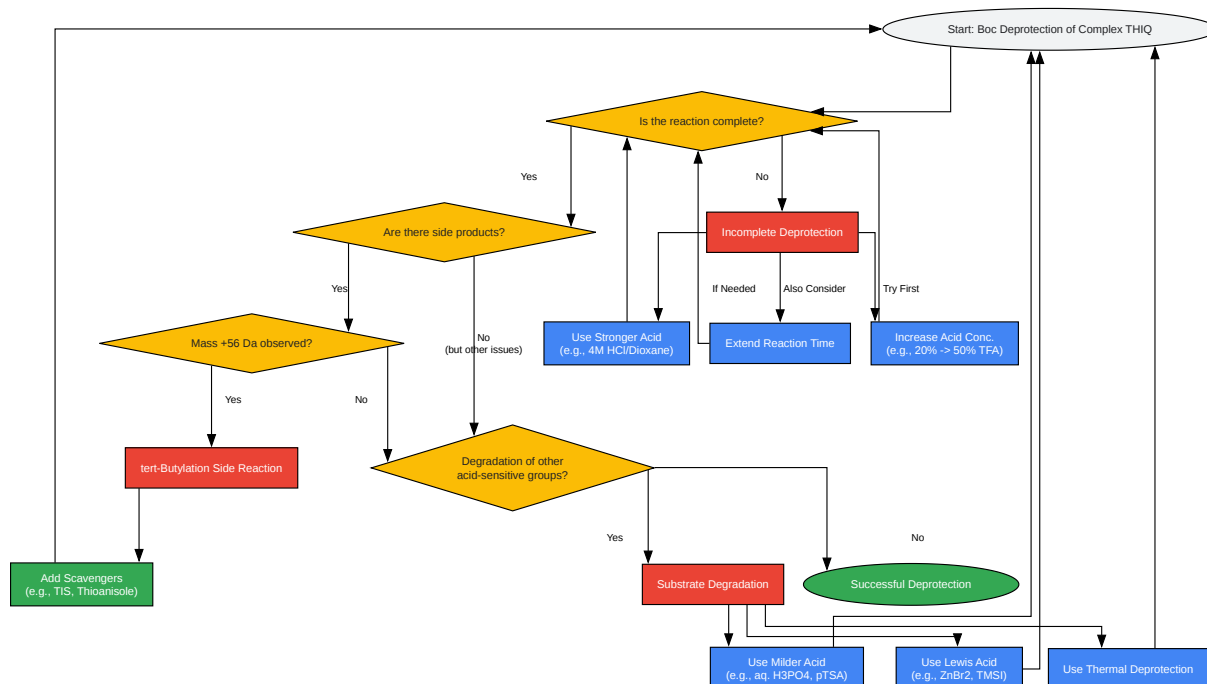 Start: Boc Deprotection of Complex THIQ
Is the reaction complete?
Yes
No
Are there side products?
Incomplete Deprotection
Yes
If Needed
Also Consider
Try First
Mass +56 Da observed?
No
(but other issues)
Use Stronger Acid
(e.g., 4M HCl/Dioxane)
Extend Reaction Time
Increase Acid Conc.
(e.g., 20% -> 50% TFA)
Yes
No
tert-Butylation Side Reaction
Degradation of other
acid-sensitive groups?
Yes
No
Add Scavengers
(e.g., TIS, Thioanisole)
Substrate Degradation
Successful Deprotection
Use Milder Acid
(e.g., aq. H3PO4, pTSA)
Use Lewis Acid
(e.g., ZnBr2, TMSI)
Use Thermal Deprotection